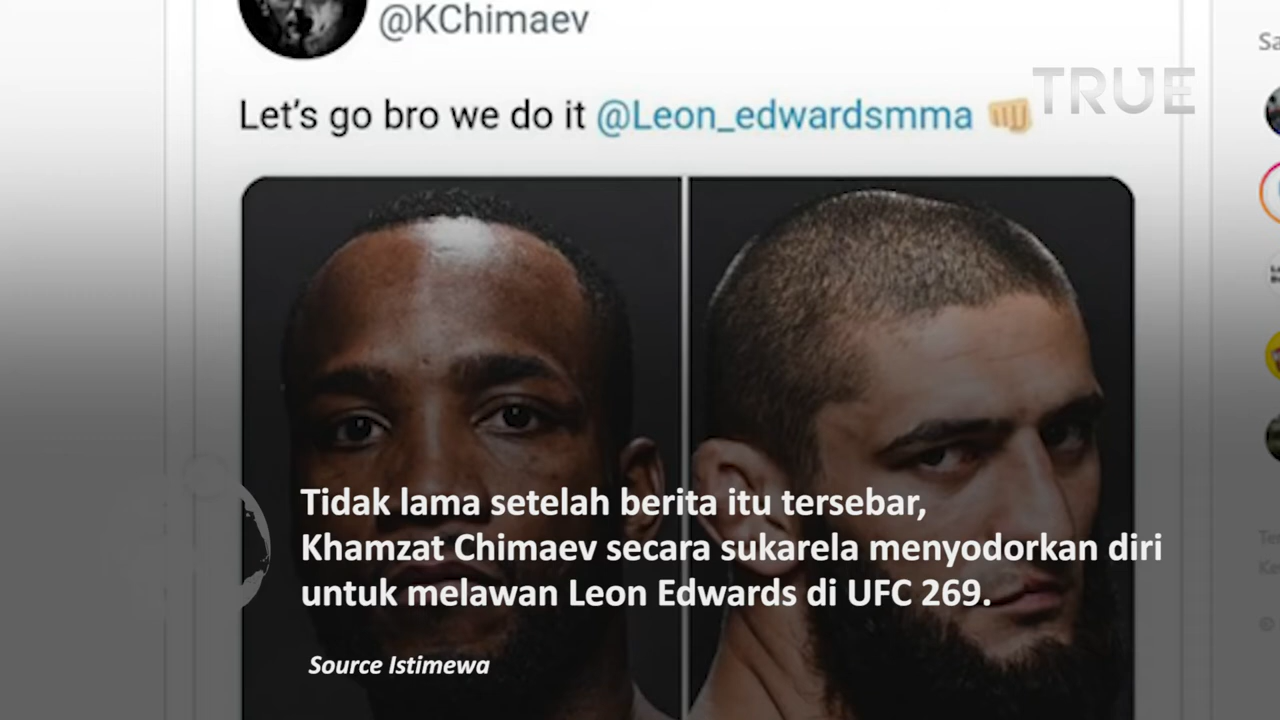 @KChimaev
TRUE
Let's go bro we do it @Leon_edwardsmma 👊
Tidak lama setelah berita itu tersebar,
Khamzat Chimaev secara sukarela menyodorkan diri
untuk melawan Leon Edwards di UFC 269.
Source Istimewa